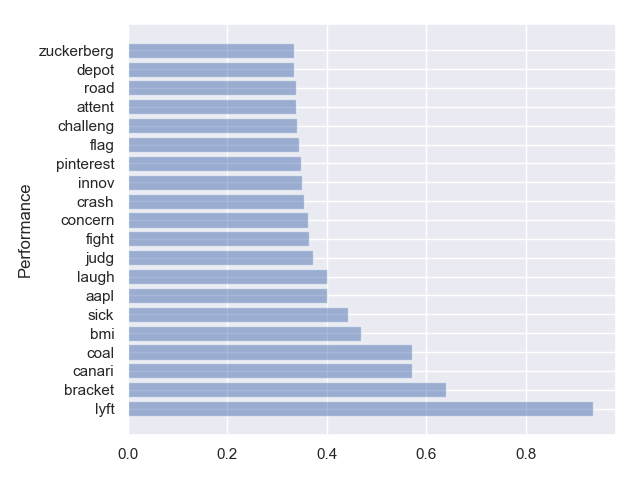 zuckerberg
depot
road
attent
challeng
flag
pinterest
innov
crash
concern
fight
judg
laugh
aapl
sick
bmi
coal
canari
bracket
lyft
Performance
0.0 0.2 0.4 0.6 0.8